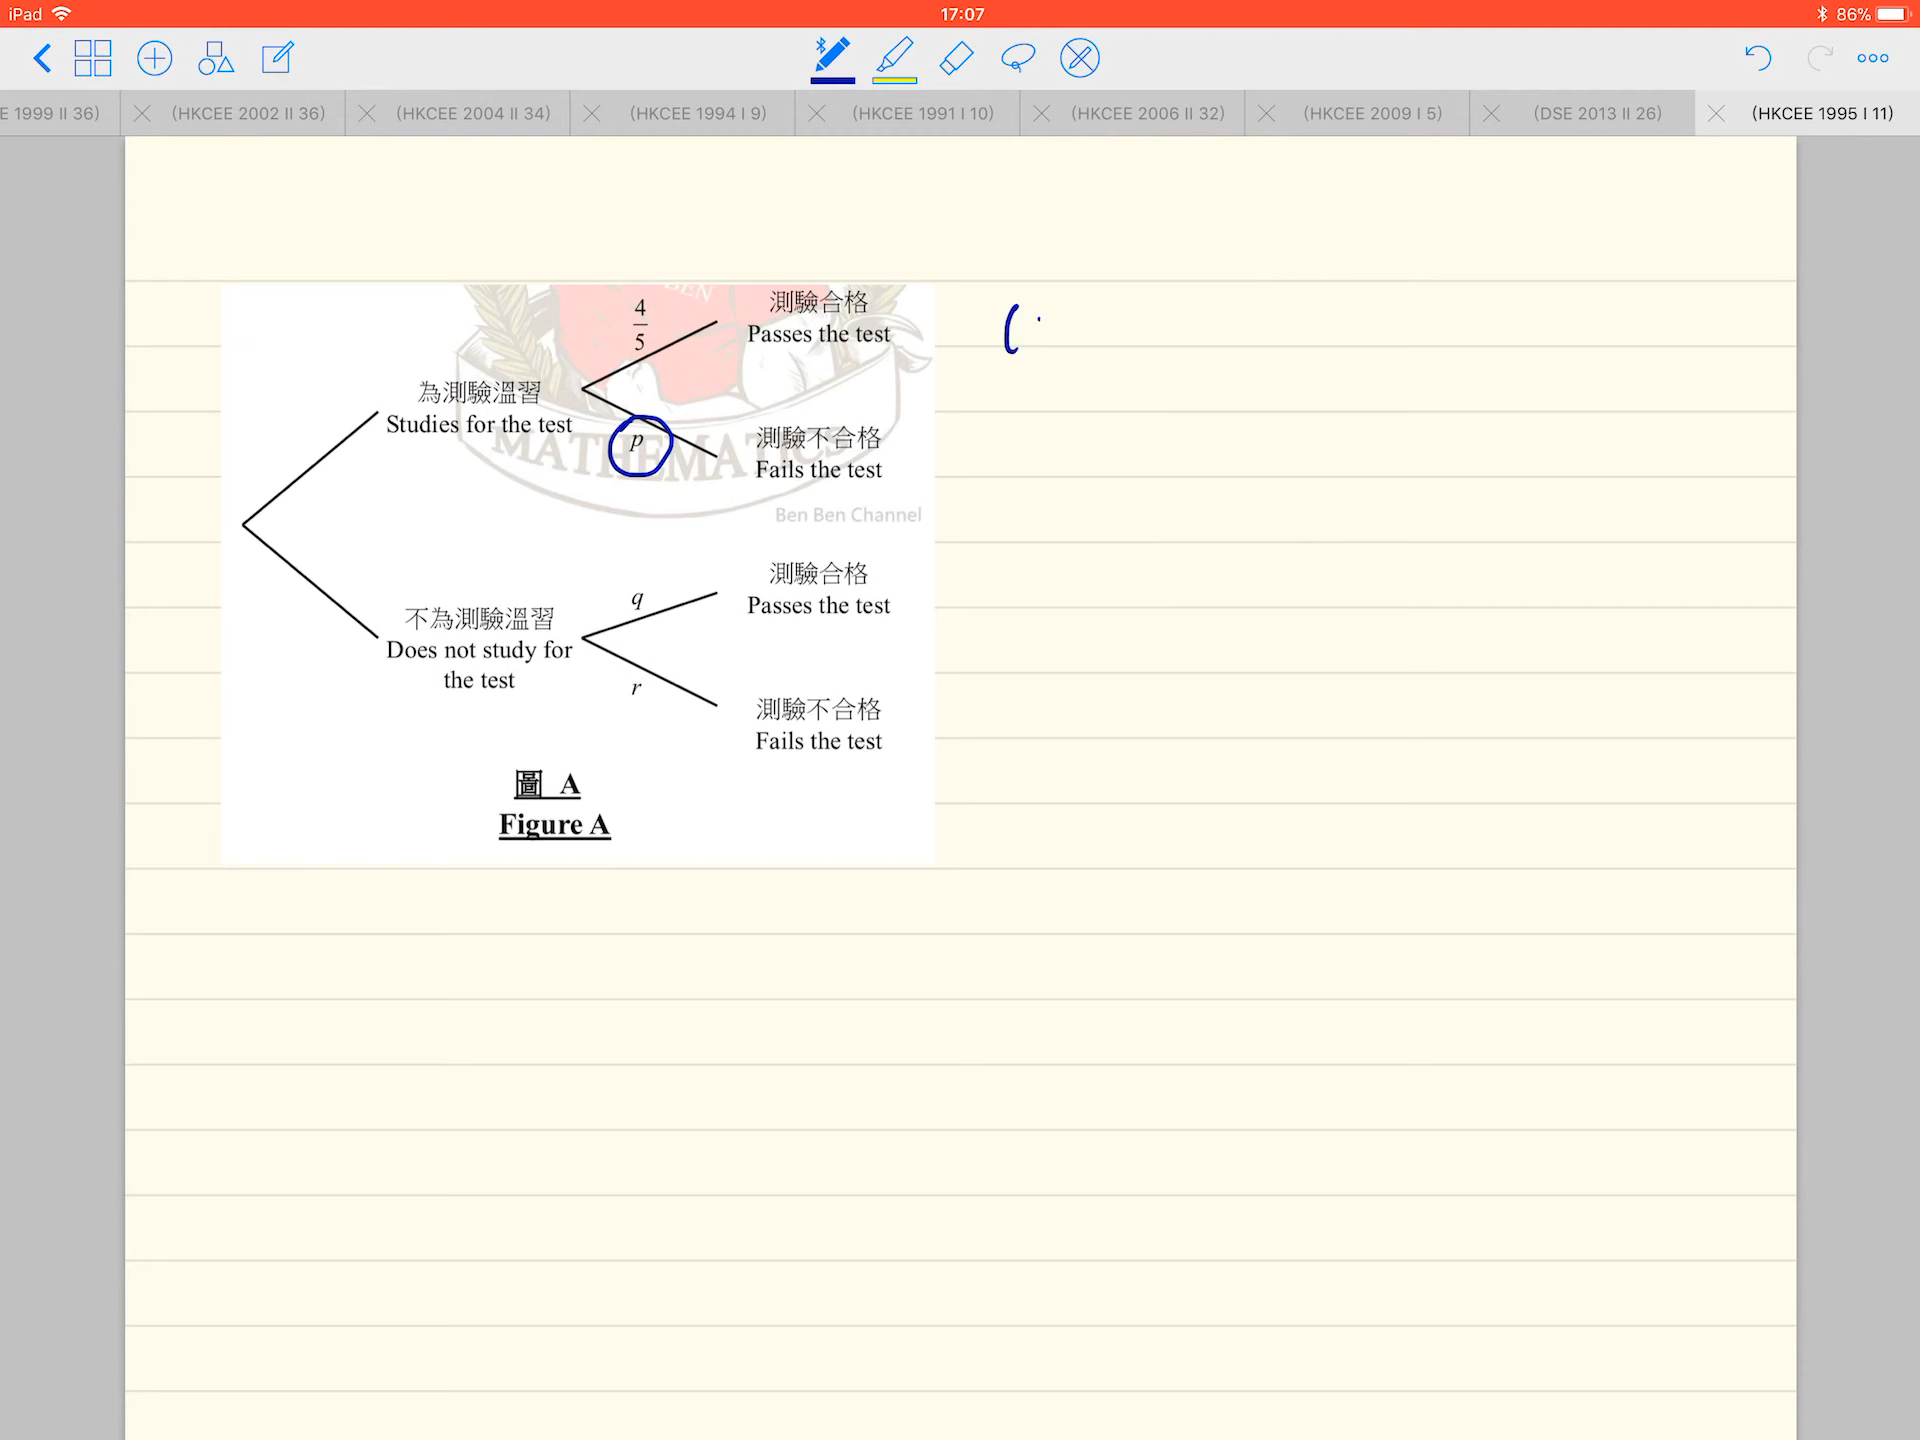 iPad 17:07 86%
E 1999 II 36) (HKCEE 2002 II 36) (HKCEE 2004 II 34) (HKCEE 1994 I 9) (HKCEE 1991 I 10) (HKCEE 2006 II 32) (HKCEE 2009 I 5) (DSE 2013 II 26) (HKCEE 1995 I 11)
BEN
4
5
測驗合格
Passes the test
(
為測驗溫習
Studies for the test
p
測驗不合格
Fails the test
MATHEMATICS
Ben Ben Channel
q
測驗合格
Passes the test
不為測驗溫習
Does not study for
the test
r
測驗不合格
Fails the test
圖 A
Figure A